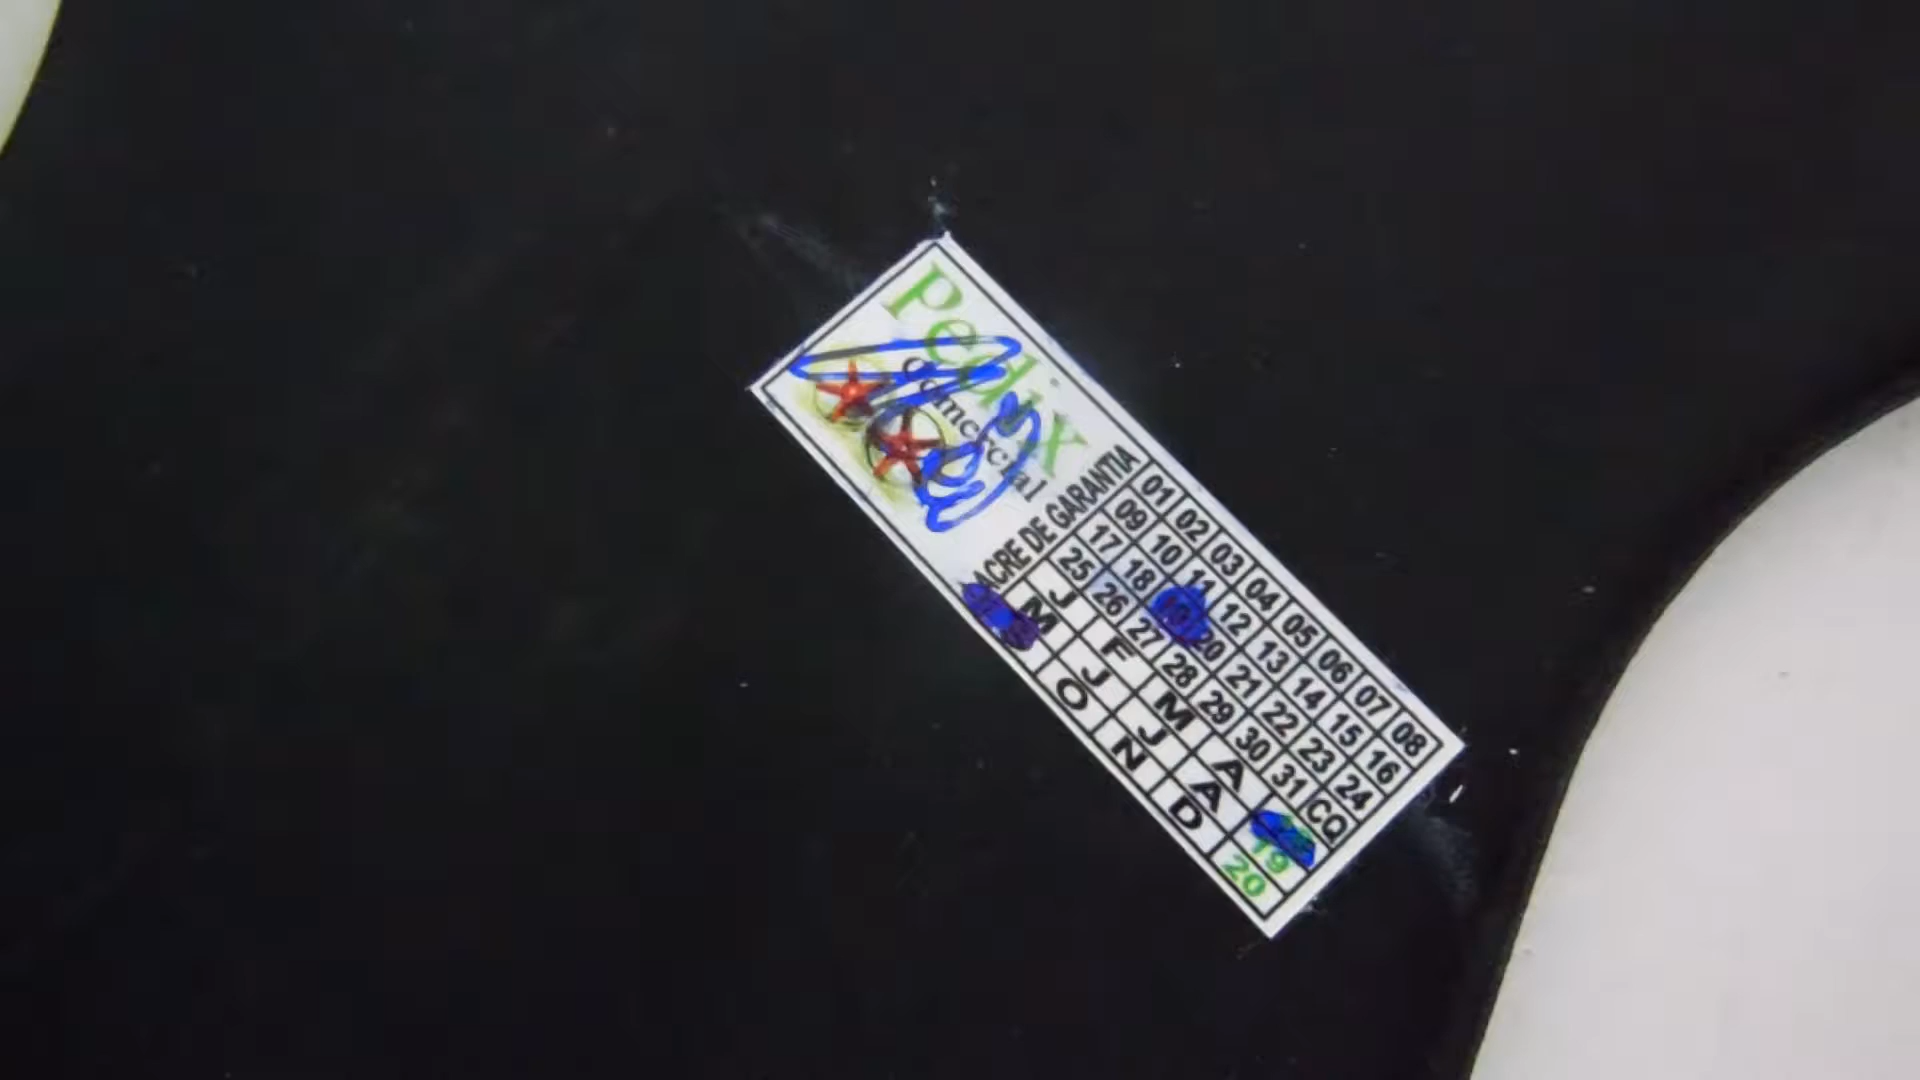 Pedix
comercial
ACRE DE GARANTIA
01 02 03 04 05 06 07 08
09 10 11 12 13 14 15 16
17 18 20 21 22 23 24
25 26 27 28 29 30 31 CQ
J F M A
M J J A 19
O N D 20